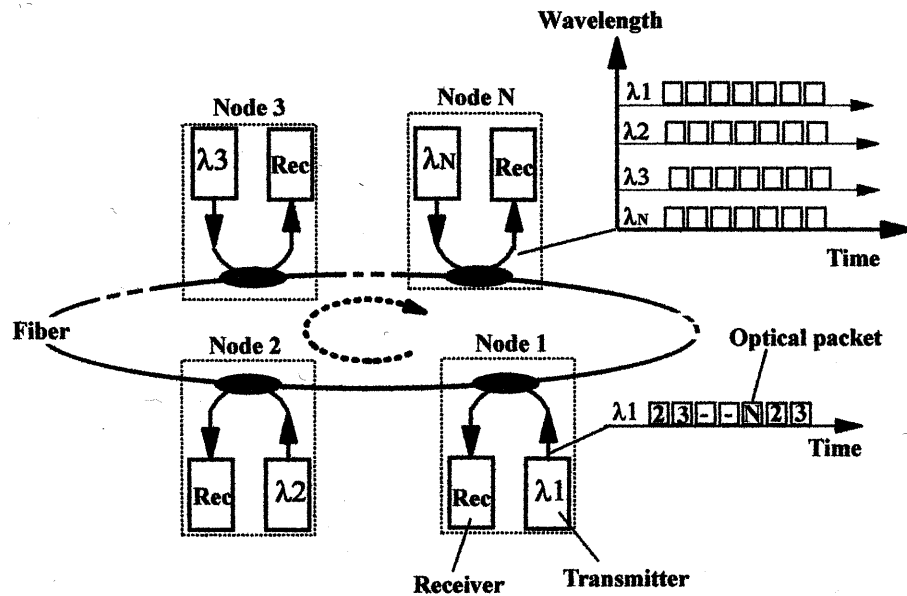 Wavelength
Node 3
Node N
λ3
Rec
λN
Rec
λ1
λ2
λ3
λN
Time
Fiber
Node 2
Node 1
Optical packet
λ1 2 3 - - N 2 3
Time
Rec
λ2
Rec
λ1
Receiver
Transmitter